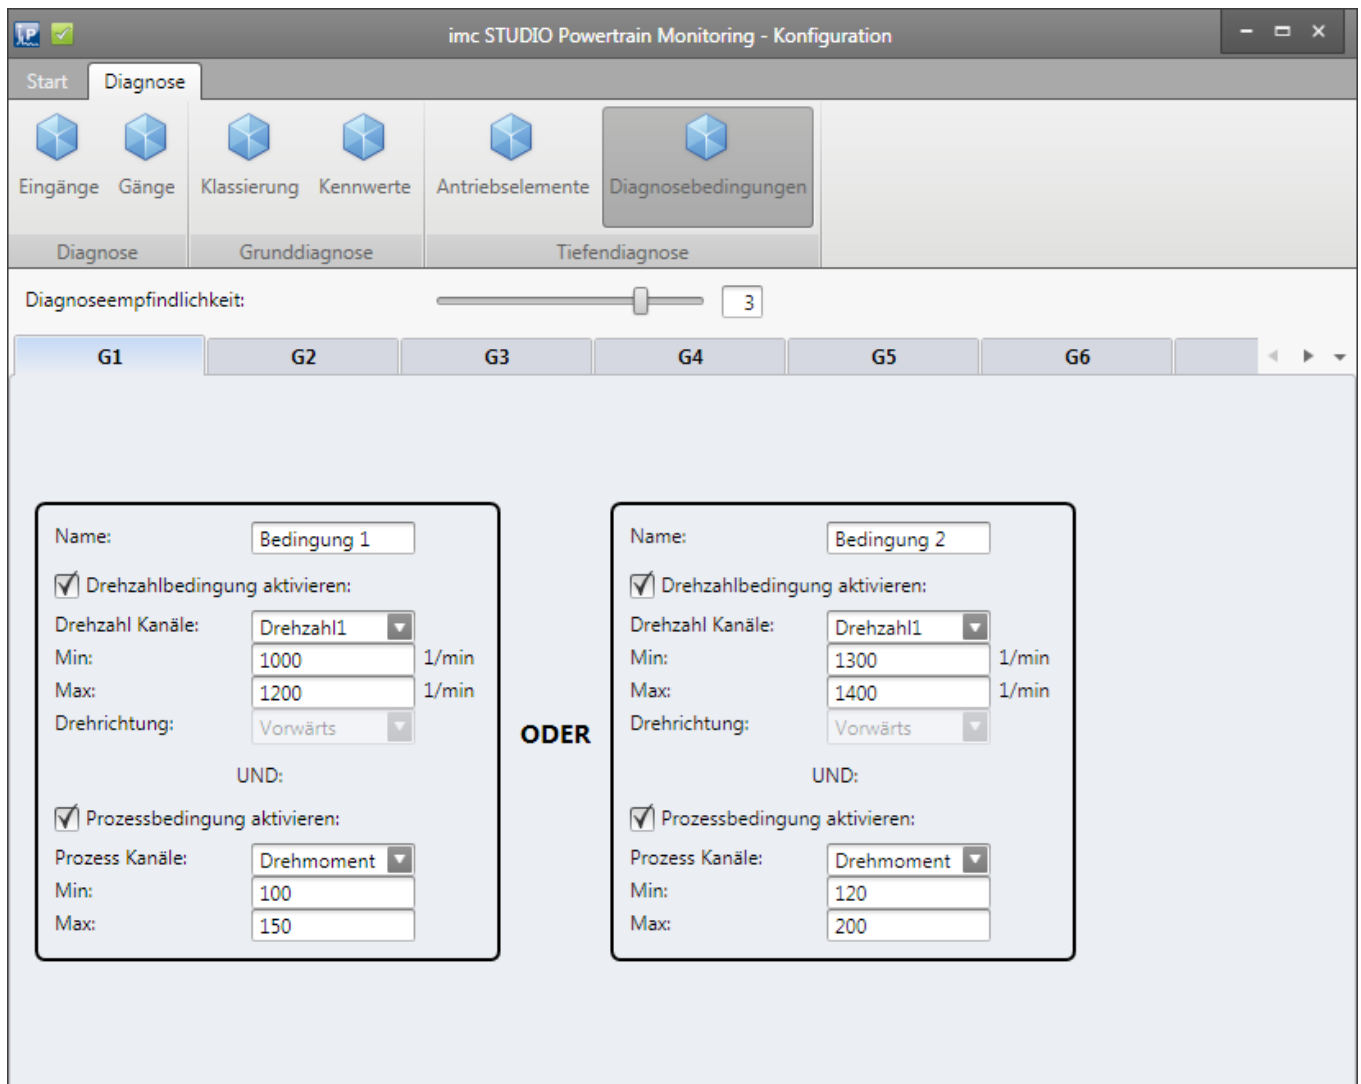 imc STUDIO Powertrain Monitoring - Konfiguration
Start Diagnose
Eingänge Gänge Klassierung Kennwerte Antriebselemente Diagnosebedingungen
Diagnose Grunddiagnose Tiefendiagnose
Diagnoseempfindlichkeit: 3
G1 G2 G3 G4 G5 G6
Name: Bedingung 1
Drehzahlbedingung aktivieren:
Drehzahl Kanäle: Drehzahl1
Min: 1000 1/min
Max: 1200 1/min
Drehrichtung: Vorwärts
UND:
Prozessbedingung aktivieren:
Prozess Kanäle: Drehmoment
Min: 100
Max: 150
ODER
Name: Bedingung 2
Drehzahlbedingung aktivieren:
Drehzahl Kanäle: Drehzahl1
Min: 1300 1/min
Max: 1400 1/min
Drehrichtung: Vorwärts
UND:
Prozessbedingung aktivieren:
Prozess Kanäle: Drehmoment
Min: 120
Max: 200